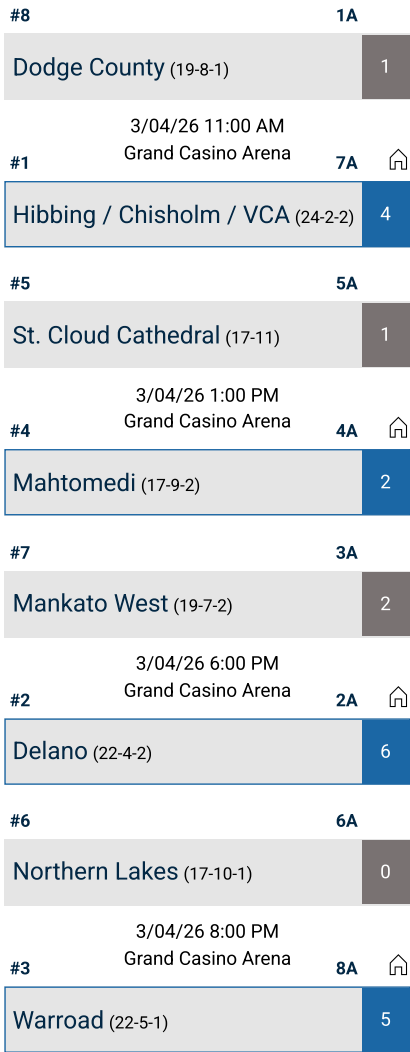 #8 1A
Dodge County (19-8-1) 1
3/04/26 11:00 AM
Grand Casino Arena
#1 7A
Hibbing / Chisholm / VCA (24-2-2) 4
#5 5A
St. Cloud Cathedral (17-11) 1
3/04/26 1:00 PM
Grand Casino Arena
#4 4A
Mahtomedi (17-9-2) 2
#7 3A
Mankato West (19-7-2) 2
3/04/26 6:00 PM
Grand Casino Arena
#2 2A
Delano (22-4-2) 6
#6 6A
Northern Lakes (17-10-1) 0
3/04/26 8:00 PM
Grand Casino Arena
#3 8A
Warroad (22-5-1) 5